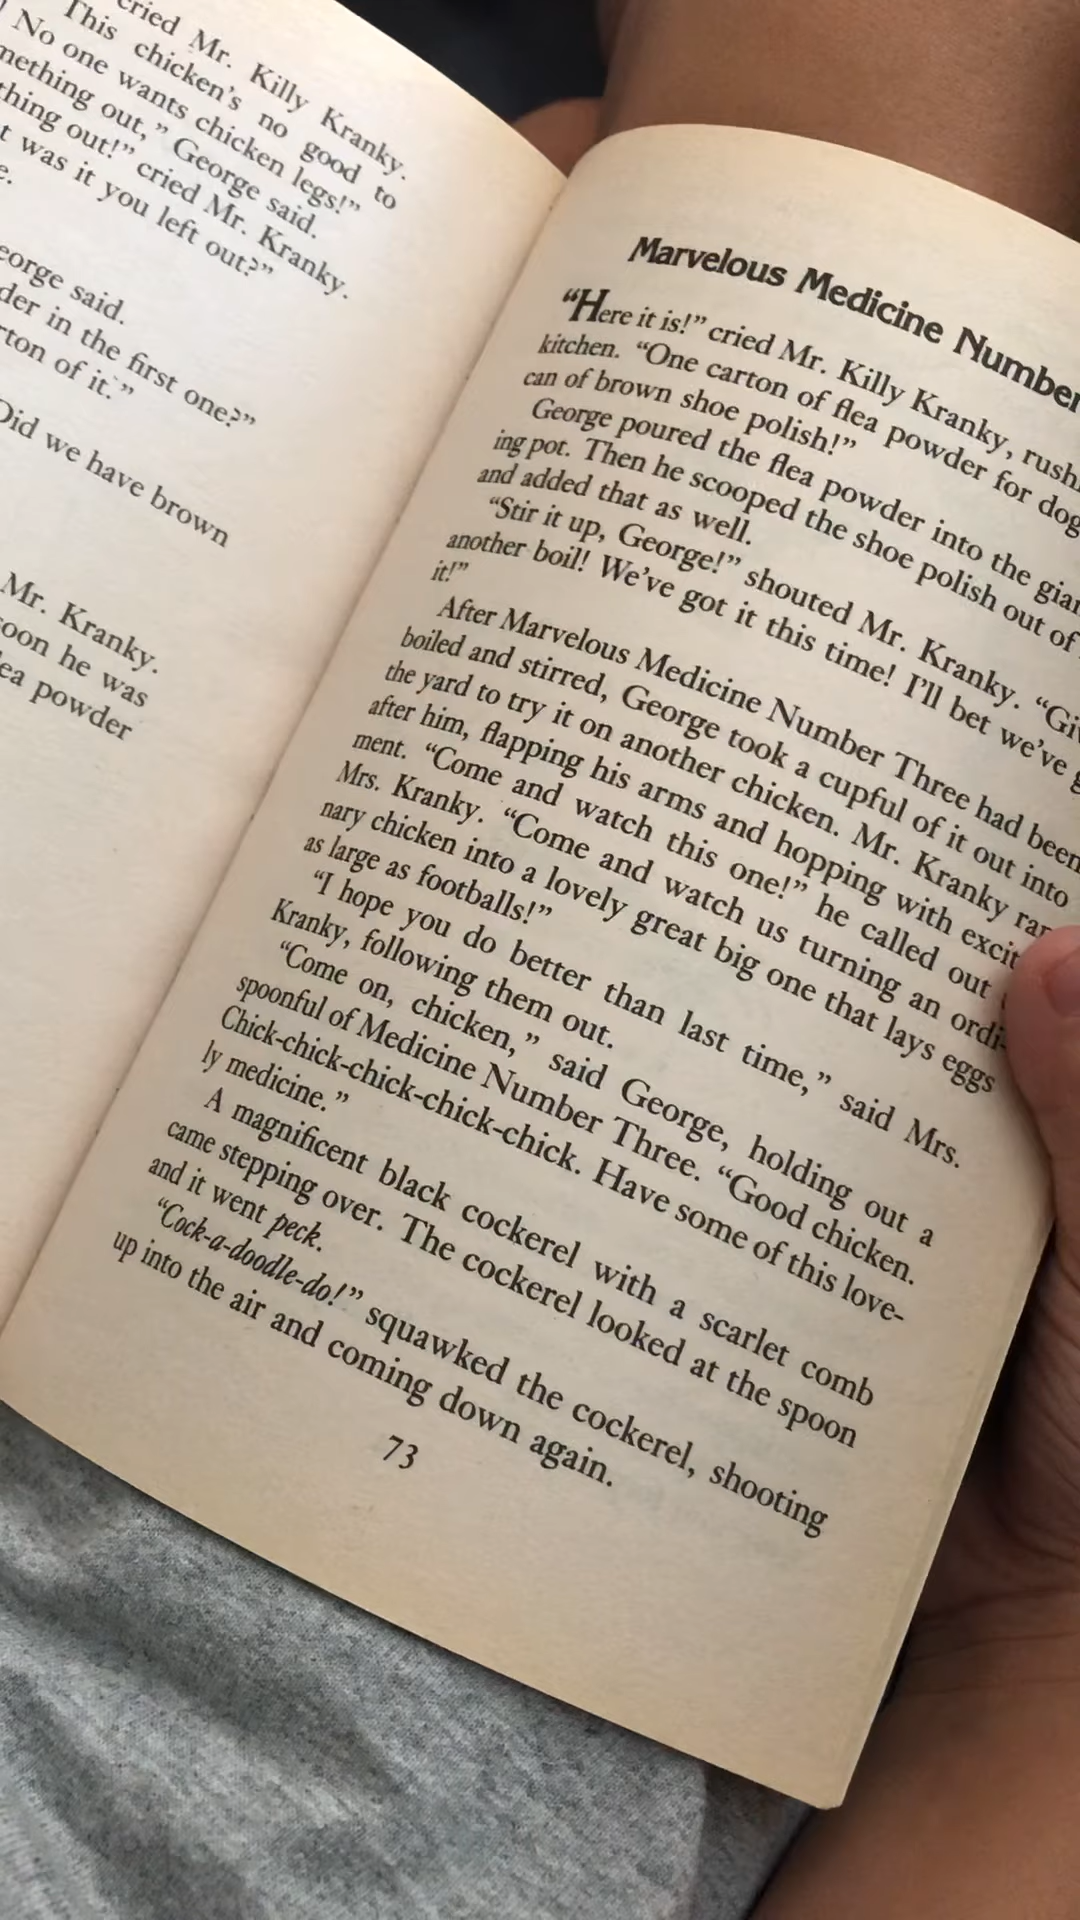 cried Mr. Killy Kranky.
This chicken's no good to
No one wants chicken legs!”
mething out,” George said.
thing out!” cried Mr. Kranky.
t was it you left out?”
e.
eorge said.
der in the first one?”
rton of it.”
Did we have brown
Mr. Kranky.
oon he was
ea powder
Marvelous Medicine Number
“Here it is!” cried Mr. Killy Kranky, rush
kitchen. “One carton of flea powder for dog
can of brown shoe polish!”
George poured the flea powder into the gian
ing pot. Then he scooped the shoe polish out of
and added that as well.
“Stir it up, George!” shouted Mr. Kranky. “Giv
another boil! We've got it this time! I'll bet we've g
it!”
After Marvelous Medicine Number Three had been
boiled and stirred, George took a cupful of it out into
the yard to try it on another chicken. Mr. Kranky ran
after him, flapping his arms and hopping with excite
ment. “Come and watch this one!” he called out
Mrs. Kranky. “Come and watch us turning an ordi-
nary chicken into a lovely great big one that lays eggs
as large as footballs!”
“I hope you do better than last time,” said Mrs.
Kranky, following them out.
“Come on, chicken,” said George, holding out a
spoonful of Medicine Number Three. “Good chicken.
Chick-chick-chick-chick-chick. Have some of this love-
ly medicine.”
A magnificent black cockerel with a scarlet comb
came stepping over. The cockerel looked at the spoon
and it went peck.
“Cock-a-doodle-do!” squawked the cockerel, shooting
up into the air and coming down again.
73